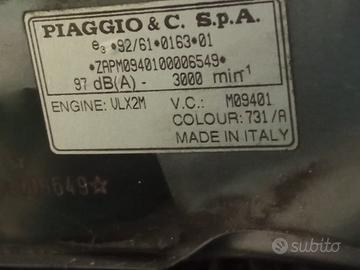 PIAGGIO & C. S.p.A.
e3 *92/61*0163*01
*ZAPM0940100006549*
97 dB(A) - 3000 min⁻¹
ENGINE: VLX2M V.C.: M09401
COLOUR: 731/A
MADE IN ITALY
6549☆
subito